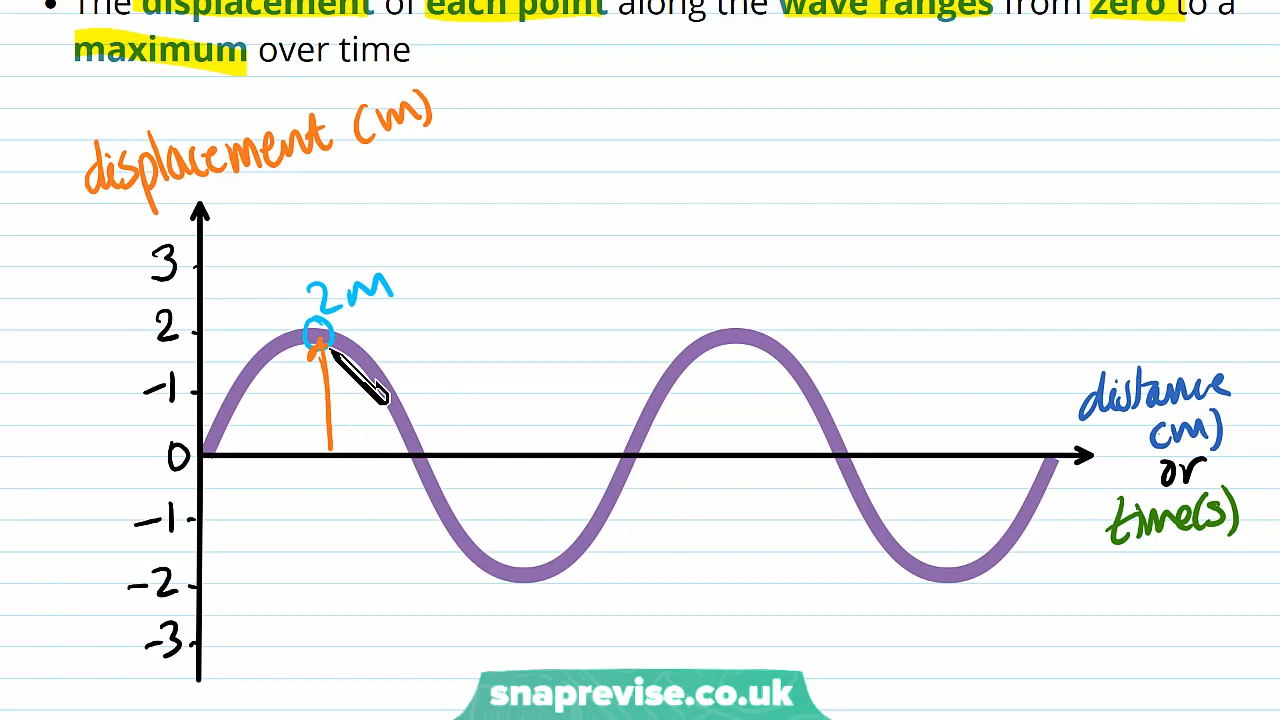 • The displacement of each point along the wave ranges from zero to a
maximum over time
displacement (m)
3
2m
2
-1
distance
(m)
0
or
-1
time(s)
-2
-3
snaprevise.co.uk